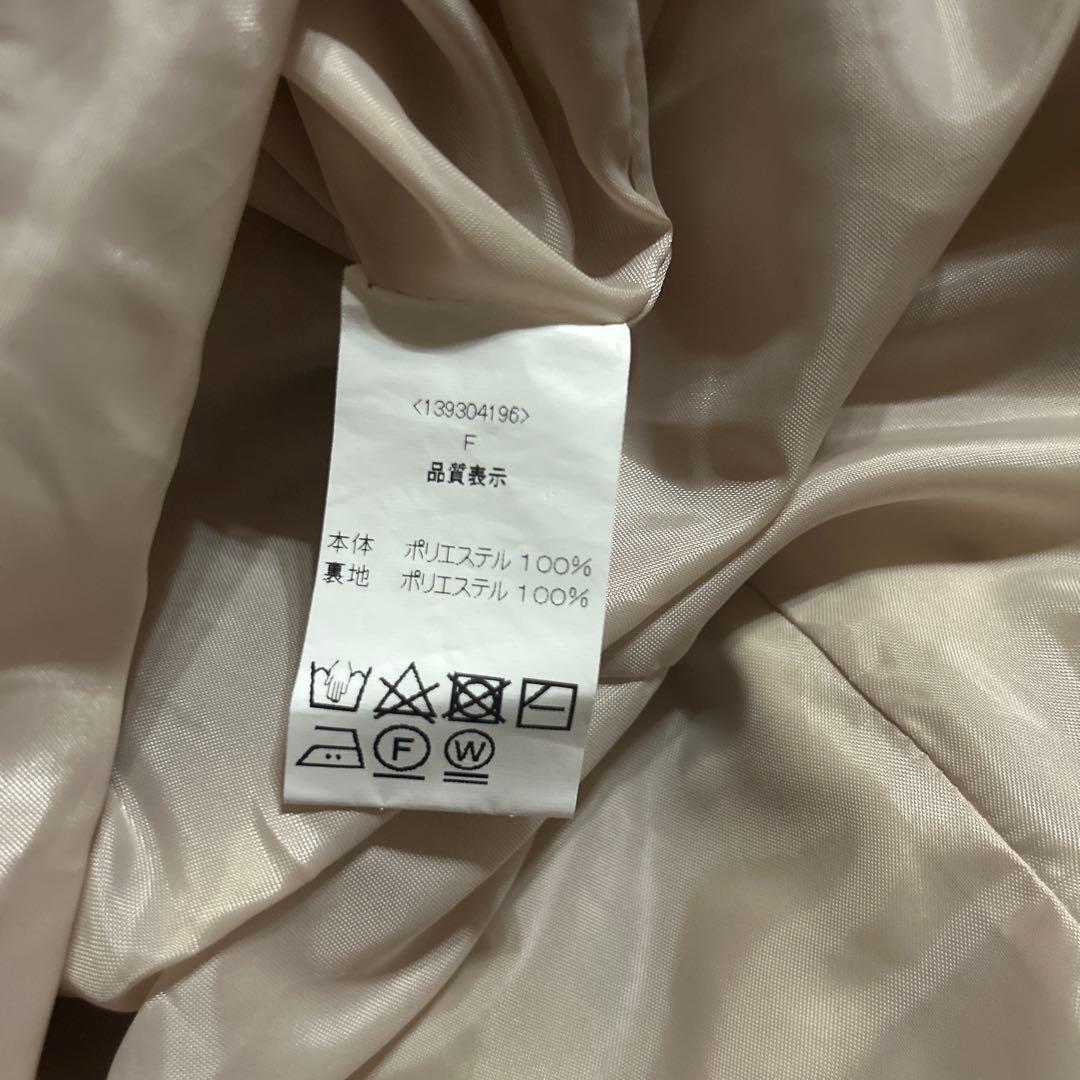 <139304196>
F
品質表示
本体 ポリエステル 100%
裏地 ポリエステル 100%
F W